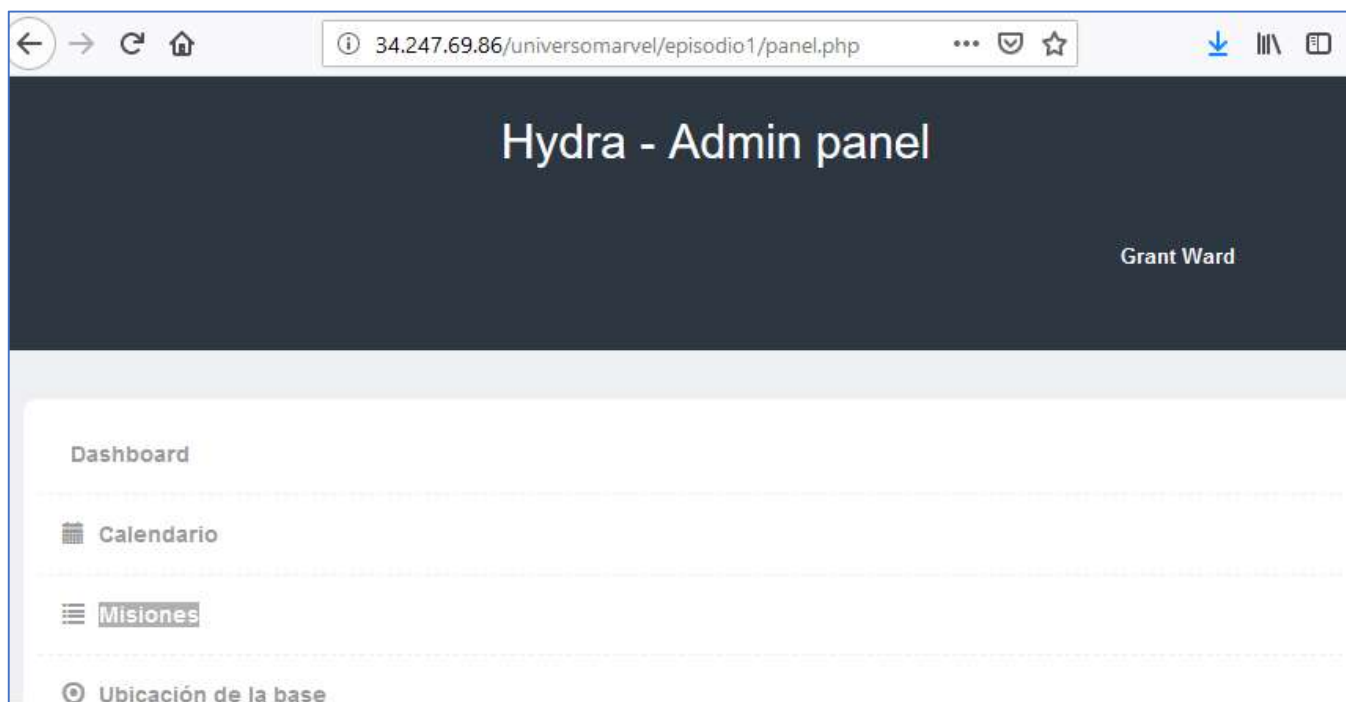 34.247.69.86/universomarvel/episodio1/panel.php
Hydra - Admin panel
Grant Ward
Dashboard
Calendario
Misiones
Ubicación de la base